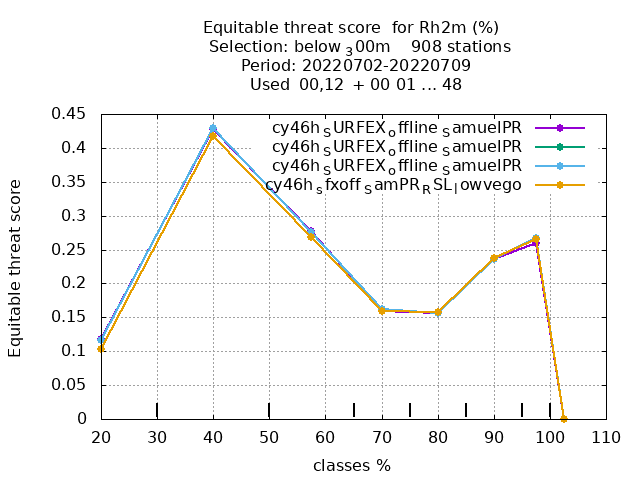 Equitable threat score  for Rh2m (%)
Selection: below ₃00m    908 stations
Period: 20220702-20220709
Used  00,12  + 00 01 ... 48
cy46h_SURFEX_offline_SamuelPR
cy46h_SURFEX_offline_SamuelPR
cy46h_SURFEX_offline_SamuelPR
cy46h_sfxoff_SamPR_RSL_lowvego
Equitable threat score
0.45
0.4
0.35
0.3
0.25
0.2
0.15
0.1
0.05
0
20 30 40 50 60 70 80 90 100 110
classes %